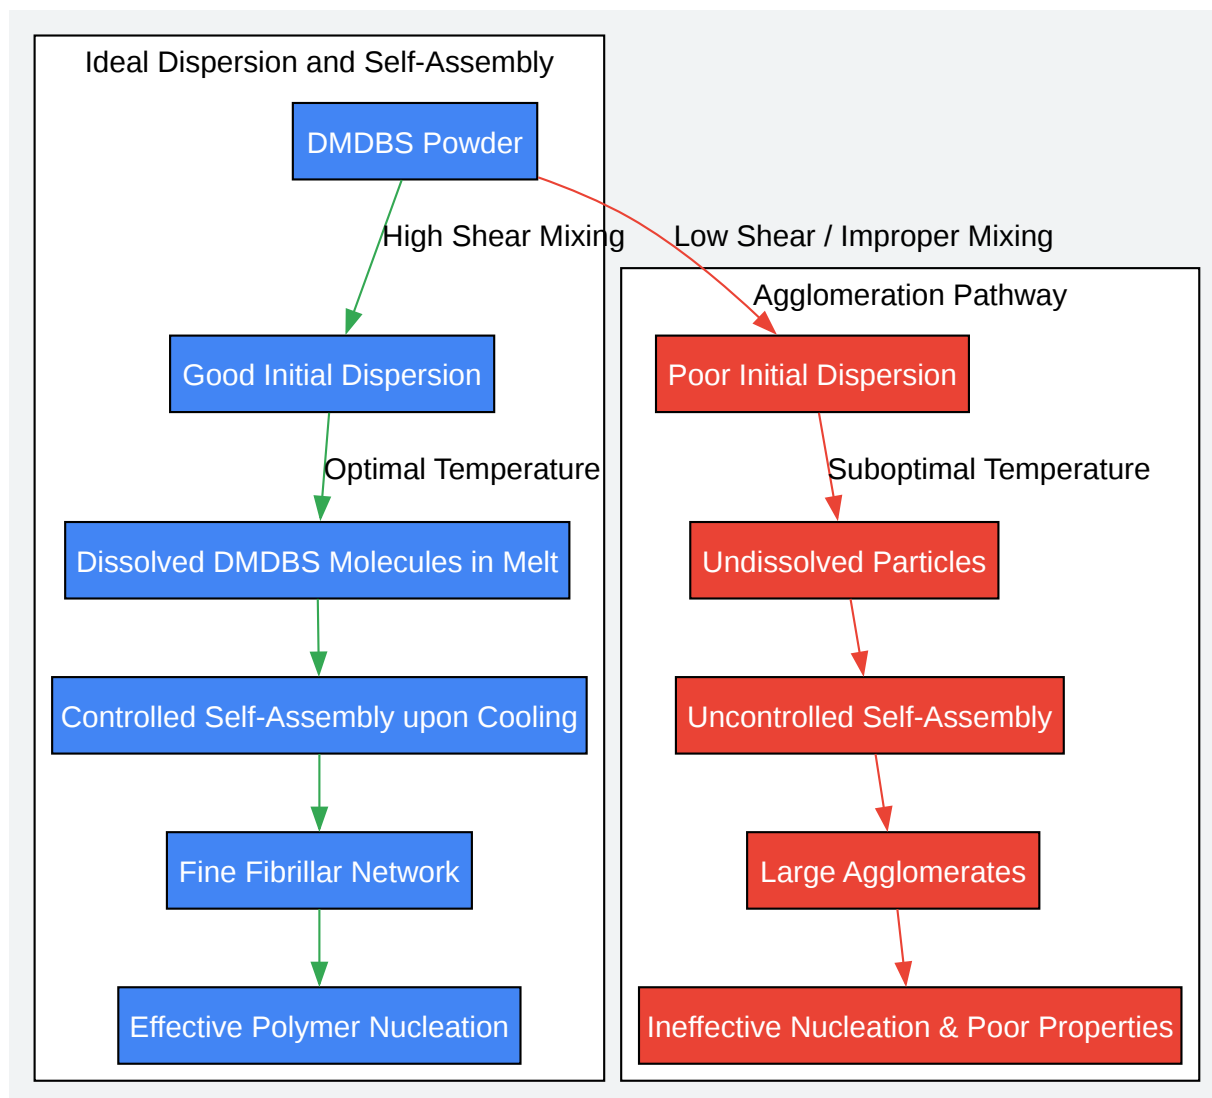 Ideal Dispersion and Self-Assembly
DMDBS Powder
High Shear Mixing
Low Shear / Improper Mixing
Agglomeration Pathway
Good Initial Dispersion
Poor Initial Dispersion
Optimal Temperature
Suboptimal Temperature
Dissolved DMDBS Molecules in Melt
Undissolved Particles
Controlled Self-Assembly upon Cooling
Uncontrolled Self-Assembly
Fine Fibrillar Network
Large Agglomerates
Effective Polymer Nucleation
Ineffective Nucleation & Poor Properties